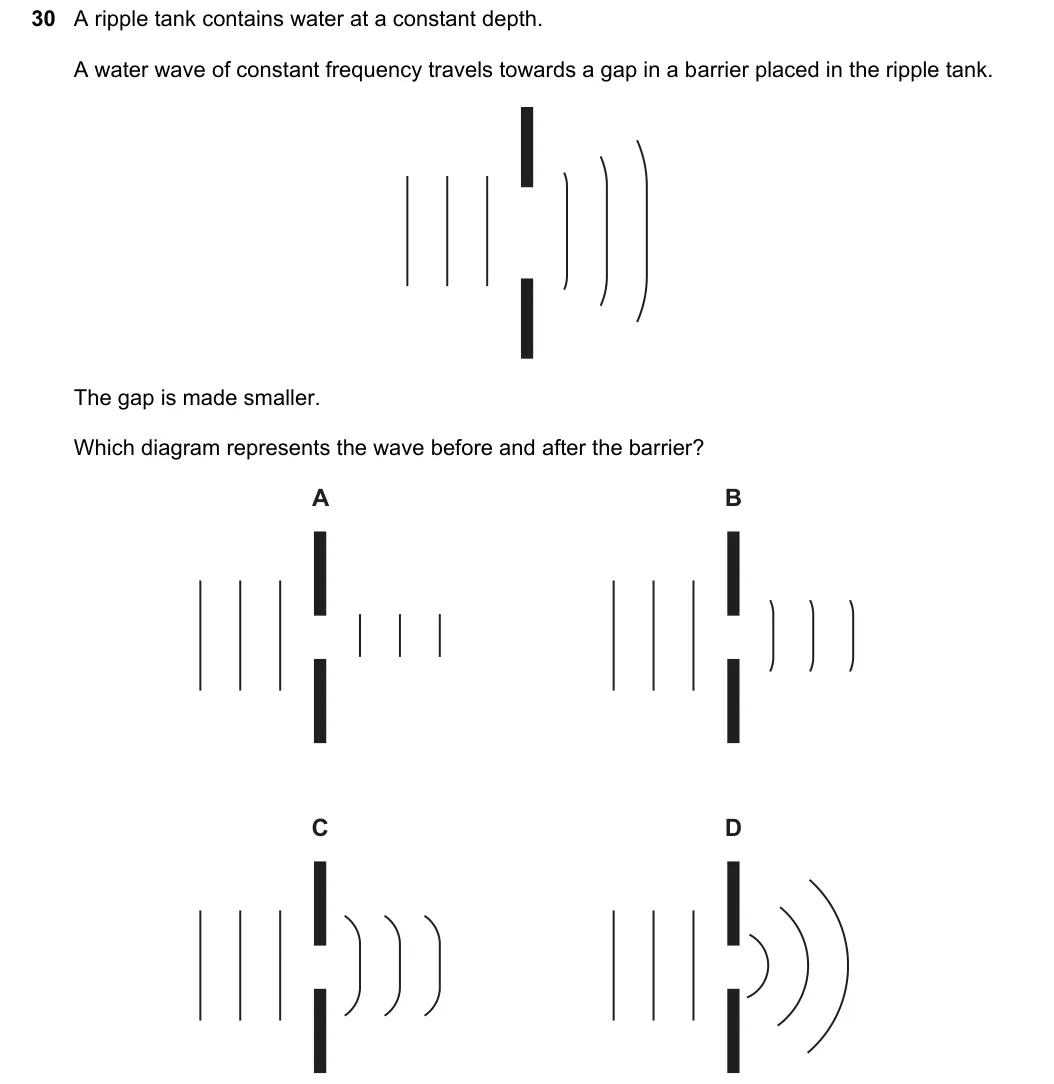 30 A ripple tank contains water at a constant depth.
A water wave of constant frequency travels towards a gap in a barrier placed in the ripple tank.
The gap is made smaller.
Which diagram represents the wave before and after the barrier?
A
B
C
D